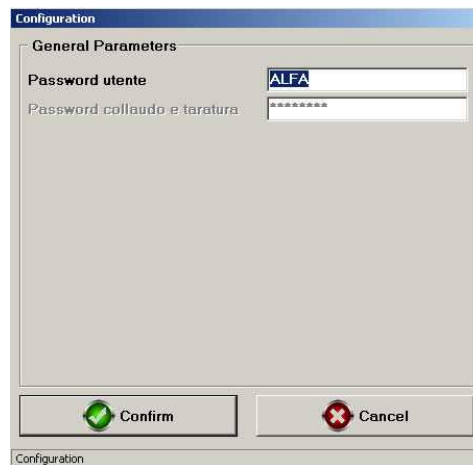 Configuration
General Parameters
Password utente ALFA
Password collaudo e taratura ********
Confirm Cancel
Configuration